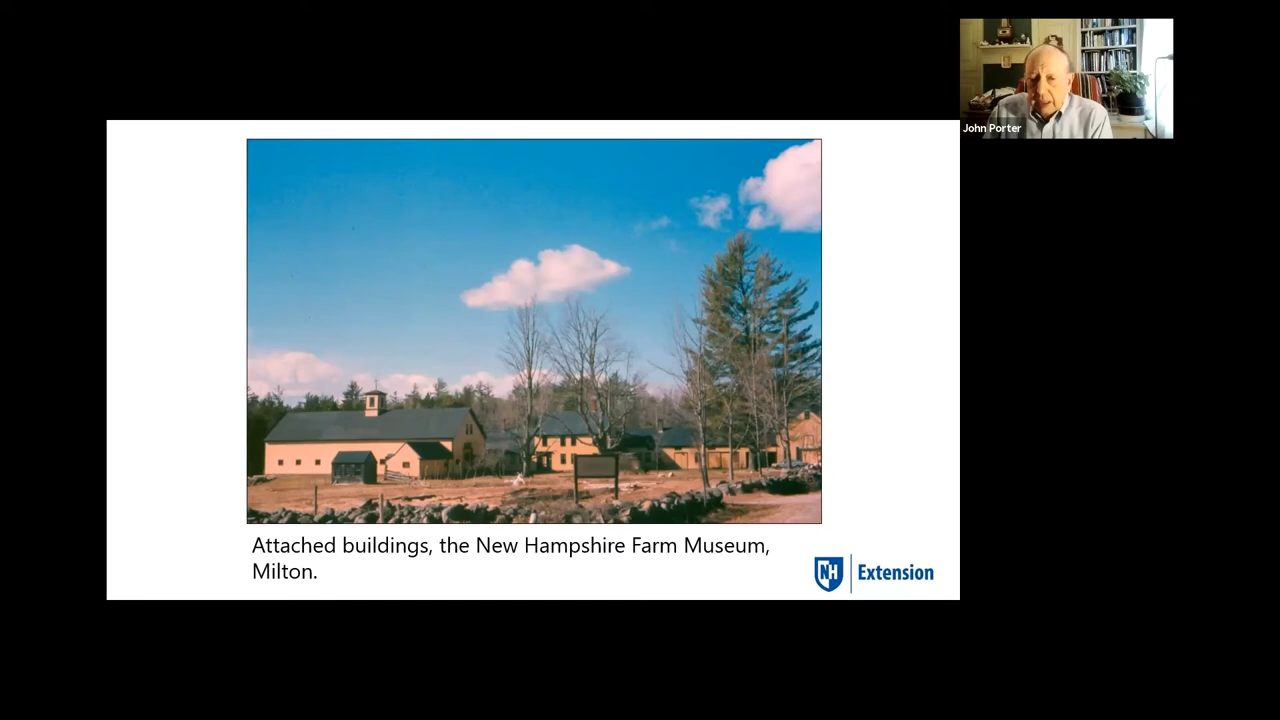 John Porter
Attached buildings, the New Hampshire Farm Museum,
Milton.
NH Extension